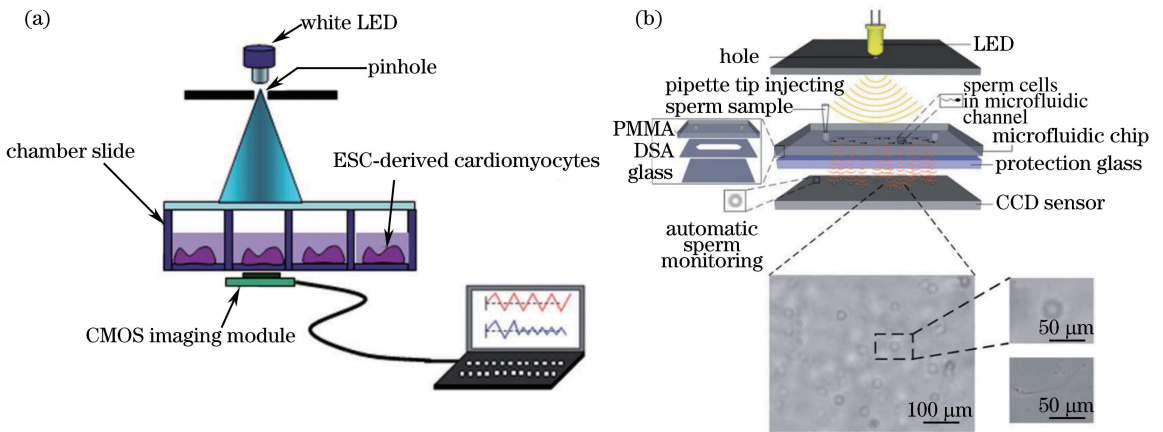 (a)
white LED
pinhole
chamber slide
ESC-derived cardiomyocytes
CMOS imaging module
(b)
LED
hole
pipette tip injecting
sperm sample
sperm cells
in microfluidic
channel
PMMA
DSA
glass
microfluidic chip
protection glass
CCD sensor
automatic
sperm
monitoring
100 μm
50 μm
50 μm